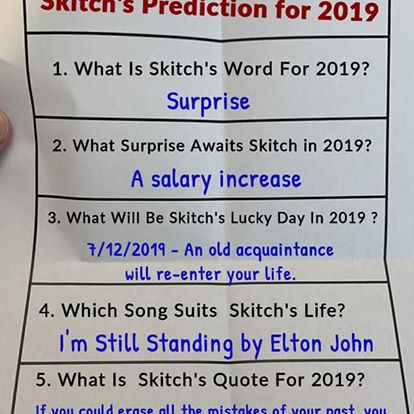 Skitch's Prediction for 2019
1. What Is Skitch's Word For 2019?
Surprise
2. What Surprise Awaits Skitch in 2019?
A salary increase
3. What Will Be Skitch's Lucky Day In 2019 ?
7/12/2019 - An old acquaintance
will re-enter your life.
4. Which Song Suits Skitch's Life?
I'm Still Standing by Elton John
5. What Is Skitch's Quote For 2019?
If you could erase all the mistakes of your past, you